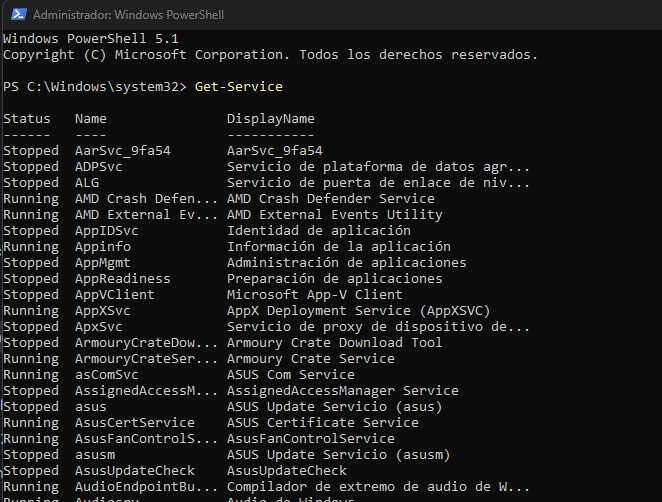 Administrador: Windows PowerShell
Windows PowerShell 5.1
Copyright (C) Microsoft Corporation. Todos los derechos reservados.
PS C:\Windows\system32> Get-Service
Status   Name               DisplayName
------   ----               -----------
Stopped  AarSvc_9fa54       AarSvc_9fa54
Stopped  ADPSvc             Servicio de plataforma de datos agr...
Stopped  ALG                Servicio de puerta de enlace de niv...
Running  AMD Crash Defen... AMD Crash Defender Service
Running  AMD External Ev... AMD External Events Utility
Stopped  AppIDSvc           Identidad de aplicación
Running  Appinfo            Información de la aplicación
Stopped  AppMgmt            Administración de aplicaciones
Stopped  AppReadiness       Preparación de aplicaciones
Stopped  AppVClient         Microsoft App-V Client
Running  AppXSvc            AppX Deployment Service (AppXSVC)
Stopped  ApxSvc             Servicio de proxy de dispositivo de...
Stopped  ArmouryCrateDow... Armoury Crate Download Tool
Running  ArmouryCrateSer... Armoury Crate Service
Running  asComSvc           ASUS Com Service
Stopped  AssignedAccessM... AssignedAccessManager Service
Stopped  asus               ASUS Update Servicio (asus)
Running  AsusCertService    ASUS Certificate Service
Running  AsusFanControlS... AsusFanControlService
Stopped  asusm              ASUS Update Servicio (asusm)
Stopped  AsusUpdateCheck    AsusUpdateCheck
Running  AudioEndpointBu... Compilador de extremo de audio de W...
Running  Audiosrv           Audio de Windows